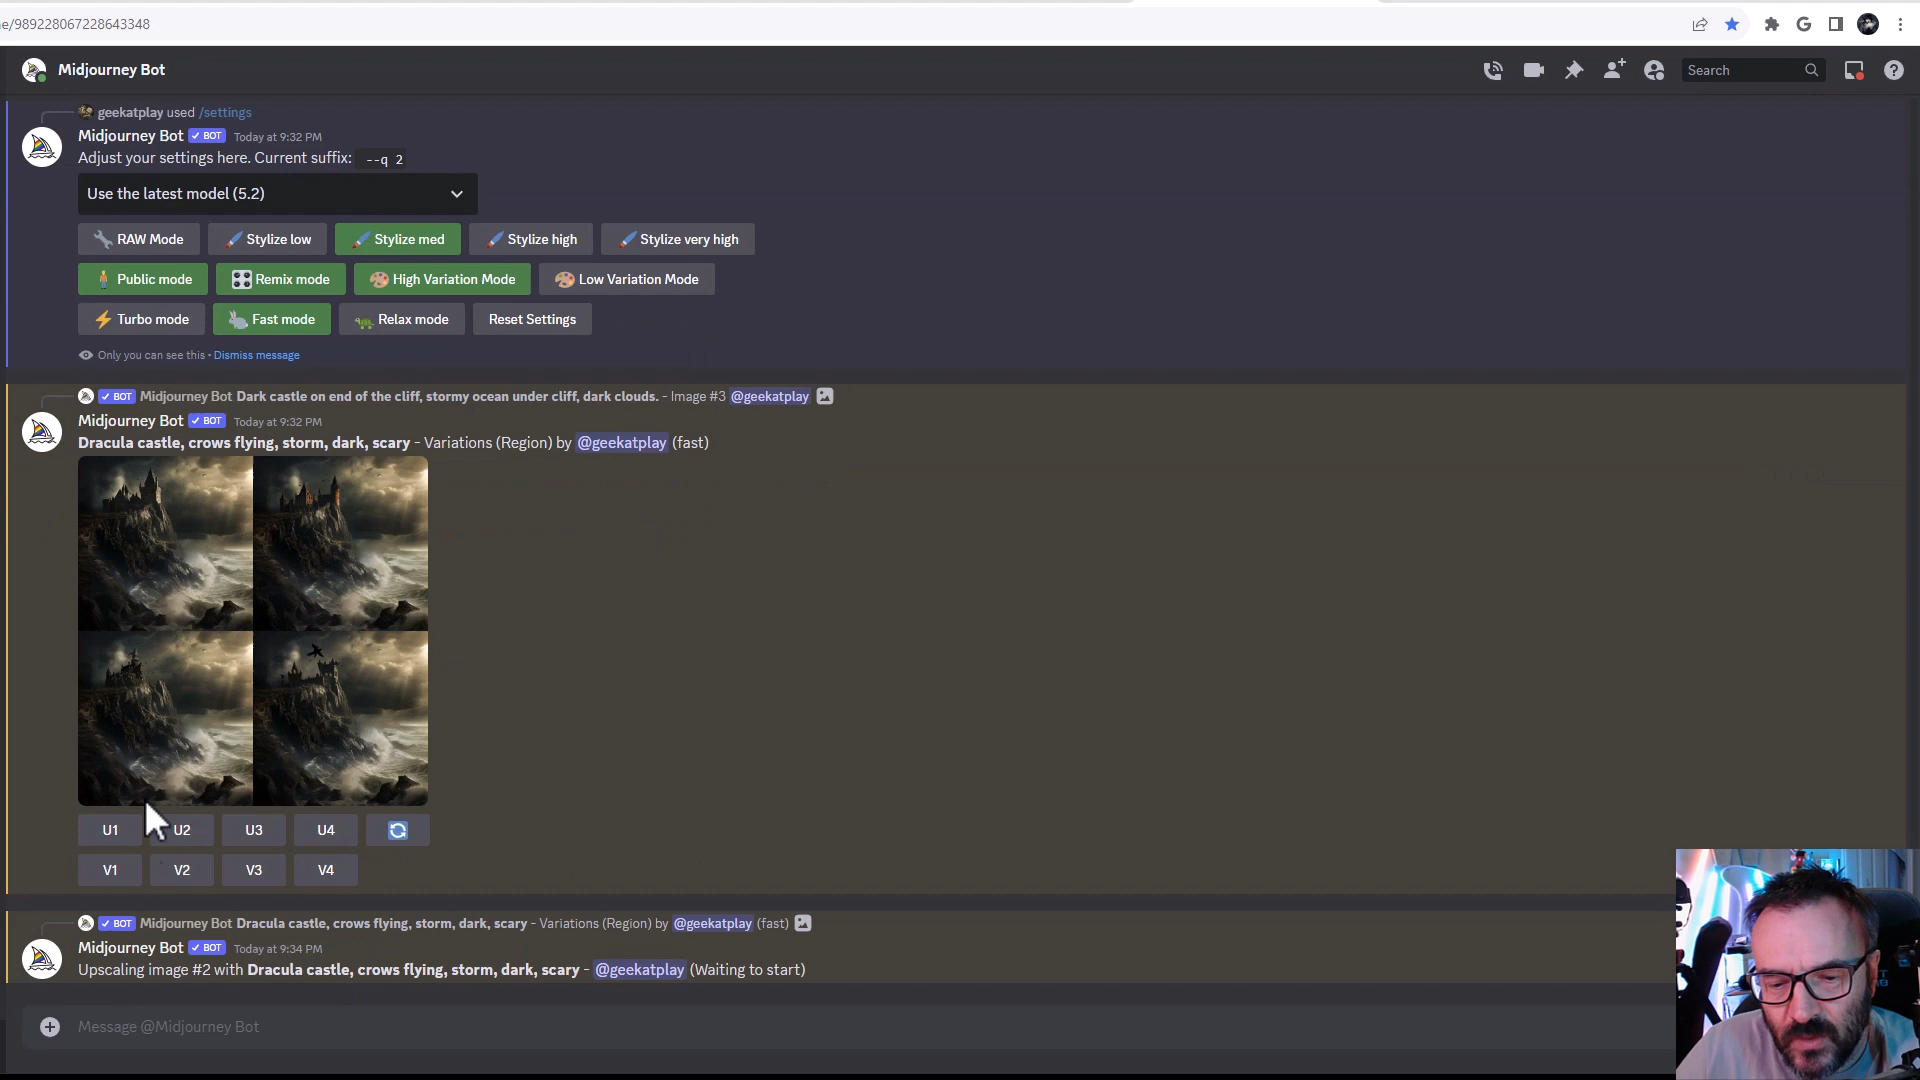 ne/989228067228643348
Midjourney Bot
Search
geekatplay used /settings
Midjourney Bot BOT Today at 9:32 PM
Adjust your settings here. Current suffix: --q 2
Use the latest model (5.2)
RAW Mode Stylize low Stylize med Stylize high Stylize very high
Public mode Remix mode High Variation Mode Low Variation Mode
Turbo mode Fast mode Relax mode Reset Settings
Only you can see this • Dismiss message
BOT Midjourney Bot Dark castle on end of the cliff, stormy ocean under cliff, dark clouds. - Image #3 @geekatplay
Midjourney Bot BOT Today at 9:32 PM
Dracula castle, crows flying, storm, dark, scary - Variations (Region) by @geekatplay (fast)
U1 U2 U3 U4
V1 V2 V3 V4
BOT Midjourney Bot Dracula castle, crows flying, storm, dark, scary - Variations (Region) by @geekatplay (fast)
Midjourney Bot BOT Today at 9:34 PM
Upscaling image #2 with Dracula castle, crows flying, storm, dark, scary - @geekatplay (Waiting to start)
Message @Midjourney Bot